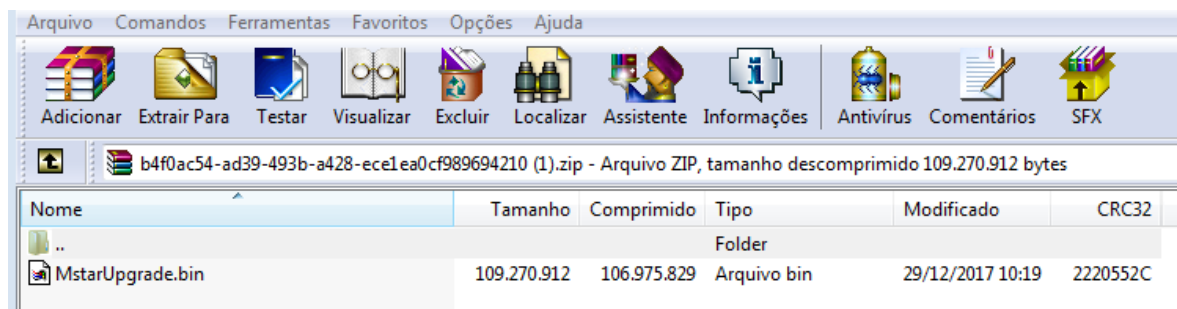 Arquivo Comandos Ferramentas Favoritos Opções Ajuda
Adicionar Extrair Para Testar Visualizar Excluir Localizar Assistente Informações Antivírus Comentários SFX
b4f0ac54-ad39-493b-a428-ece1ea0cf989694210 (1).zip - Arquivo ZIP, tamanho descomprimido 109.270.912 bytes
Nome Tamanho Comprimido Tipo Modificado CRC32
.. Folder
MstarUpgrade.bin 109.270.912 106.975.829 Arquivo bin 29/12/2017 10:19 2220552C